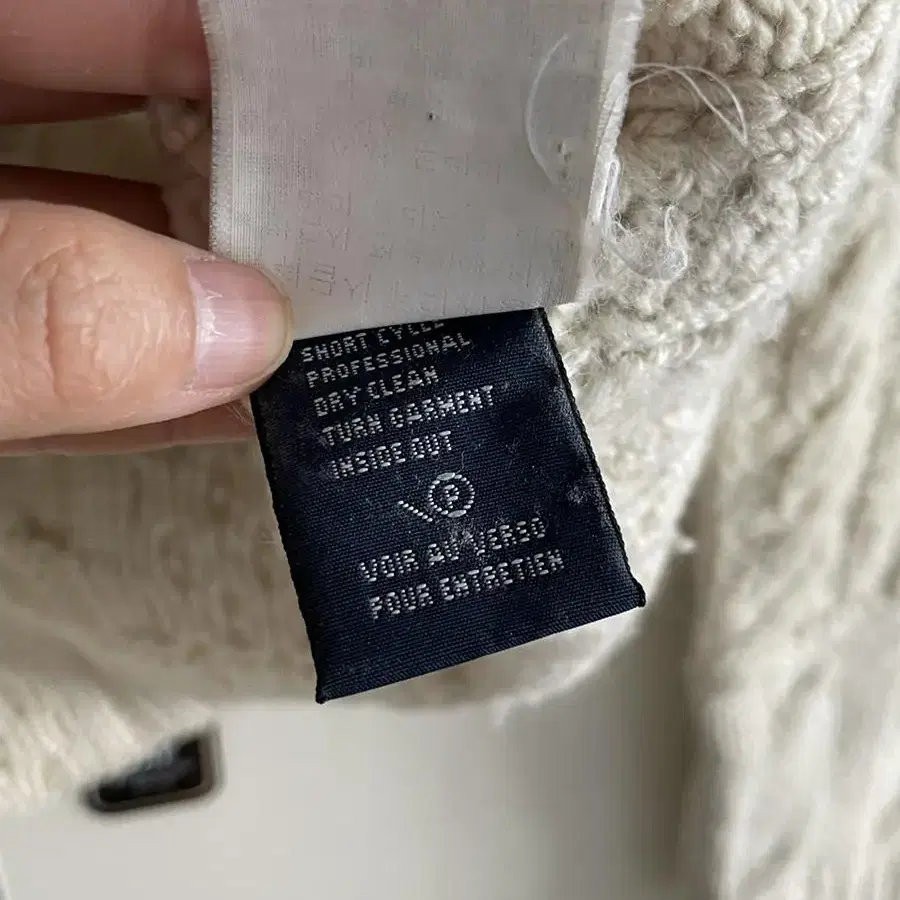 SHORT CYCLE
PROFESSIONAL
DRY CLEAN
TURN GARMENT
INSIDE OUT
P
VOIR AU VERSO
POUR ENTRETIEN